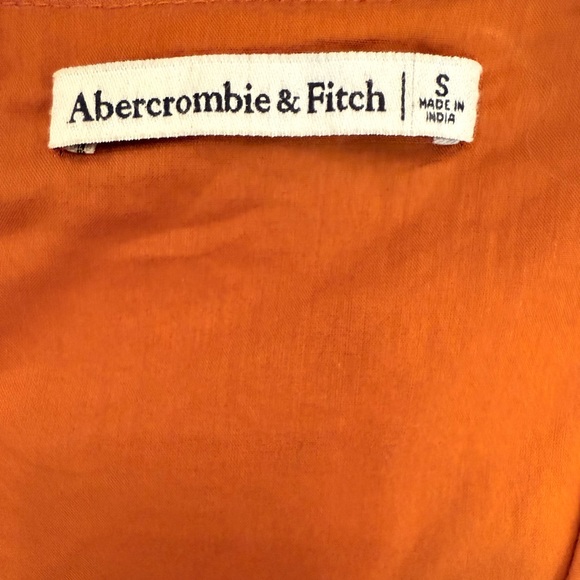 Abercrombie & Fitch | S
MADE IN
INDIA